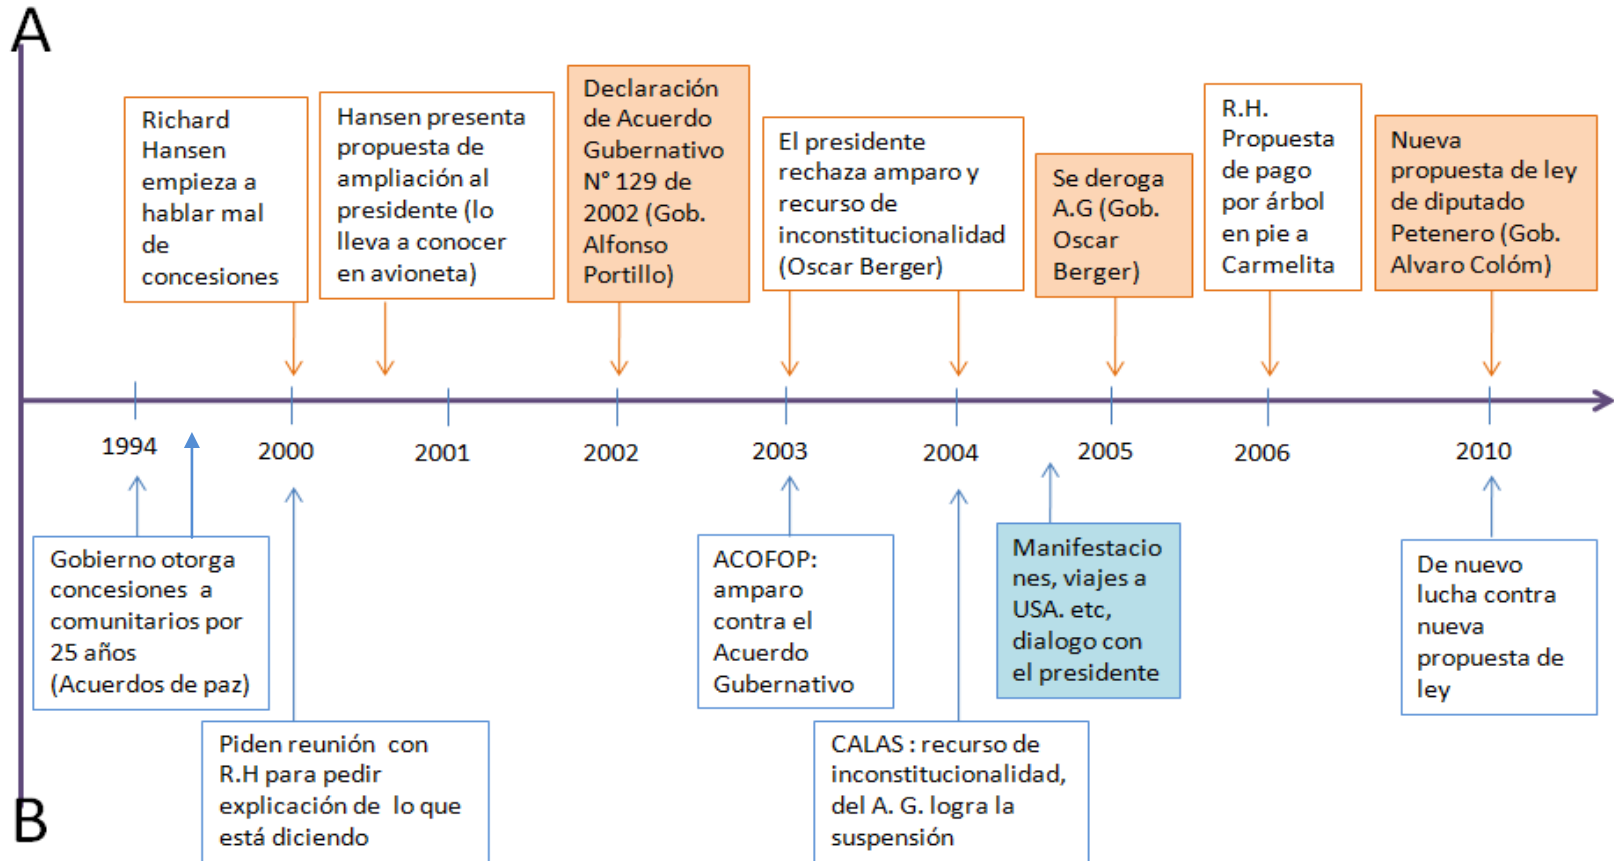 A
Richard
Hansen
empieza a
hablar mal
de
concesiones
Hansen presenta
propuesta de
ampliación al
presidente (lo
lleva a conocer
en avioneta)
Declaración
de Acuerdo
Gubernativo
N° 129 de
2002 (Gob.
Alfonso
Portillo)
El presidente
rechaza amparo y
recurso de
inconstitucionalidad
(Oscar Berger)
Se deroga
A.G (Gob.
Oscar
Berger)
R.H.
Propuesta
de pago
por árbol
en pie a
Carmelita
Nueva
propuesta de ley
de diputado
Petenero (Gob.
Alvaro Colóm)
1994
2000
2001
2002
2003
2004
2005
2006
2010
Gobierno otorga
concesiones a
comunitarios por
25 años
(Acuerdos de paz)
Piden reunión con
R.H para pedir
explicación de lo que
está diciendo
ACOFOP:
amparo
contra el
Acuerdo
Gubernativo
CALAS : recurso de
inconstitucionalidad,
del A. G. logra la
suspensión
Manifestacio
nes, viajes a
USA. etc,
dialogo con
el presidente
De nuevo
lucha contra
nueva
propuesta de
ley
B